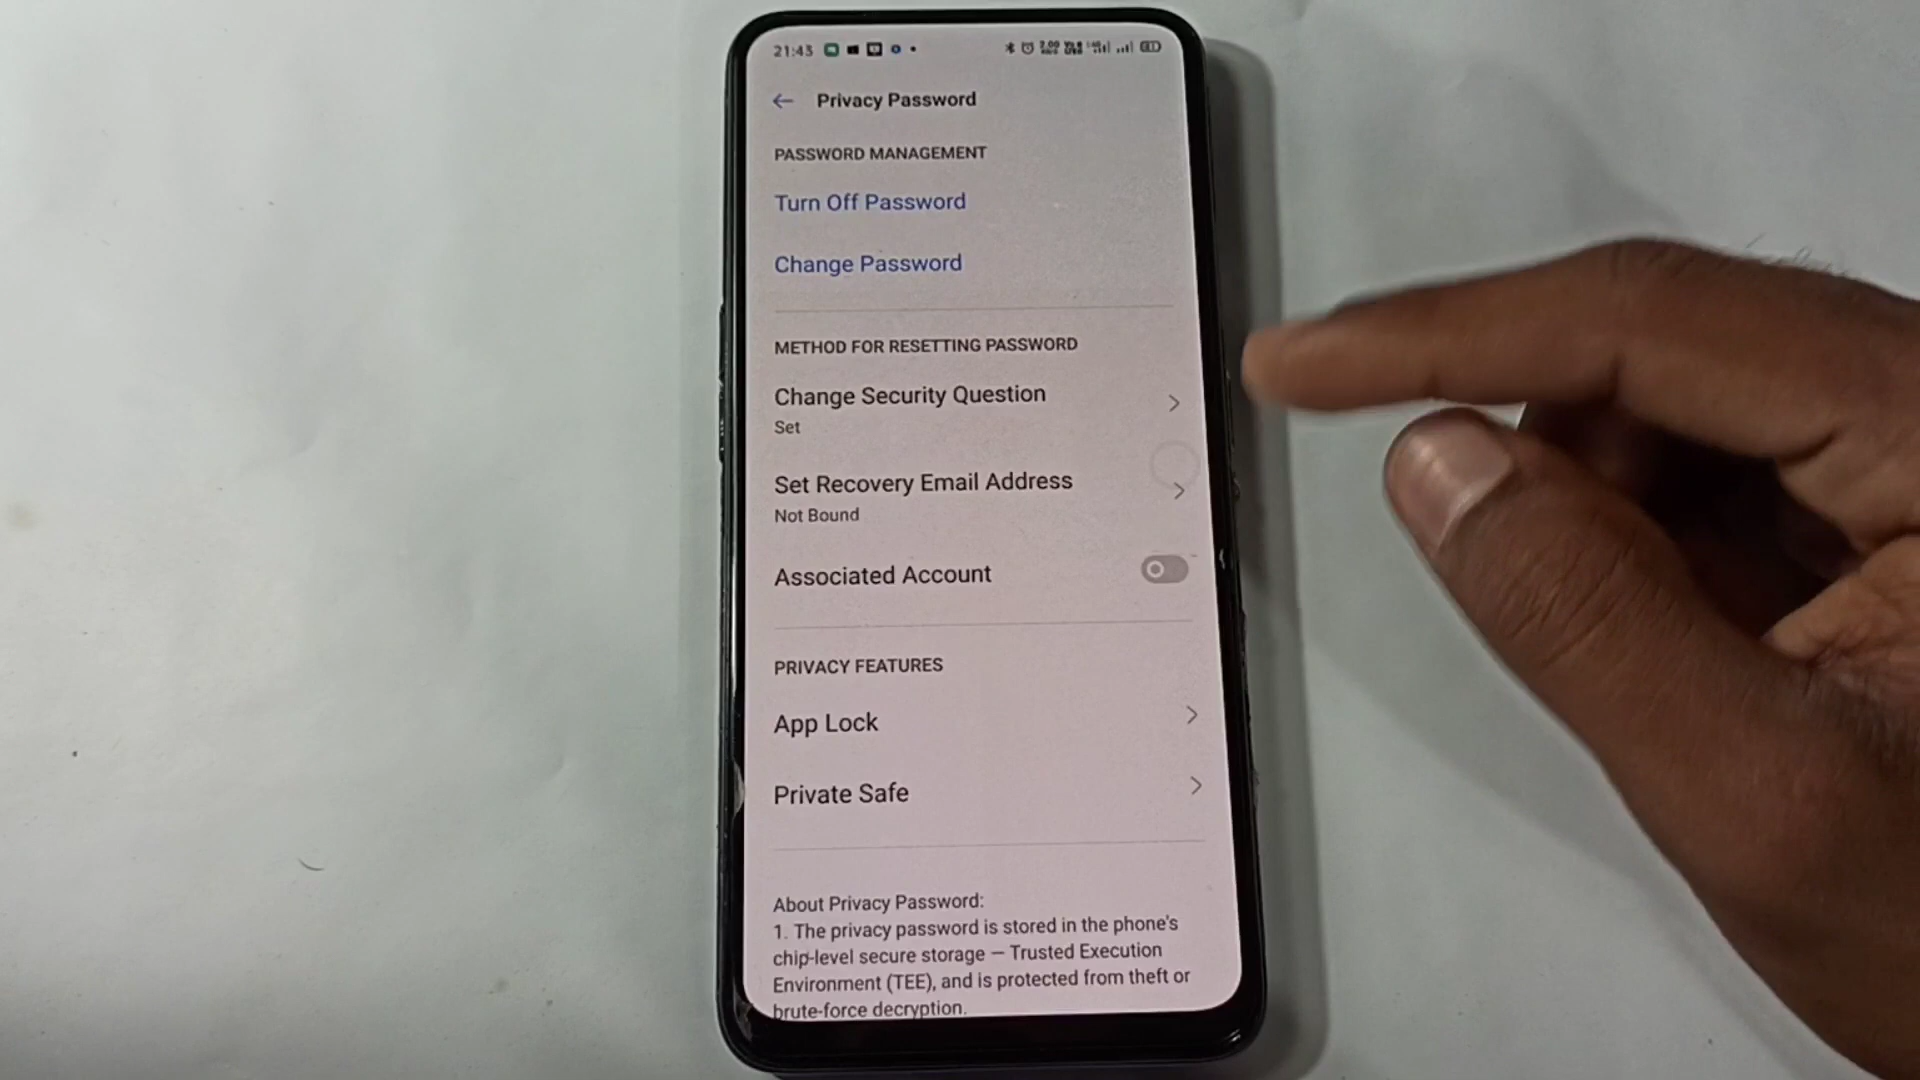 21:43
Privacy Password
PASSWORD MANAGEMENT
Turn Off Password
Change Password
METHOD FOR RESETTING PASSWORD
Change Security Question
Set
Set Recovery Email Address
Not Bound
Associated Account
PRIVACY FEATURES
App Lock
Private Safe
About Privacy Password:
1. The privacy password is stored in the phone's
chip-level secure storage — Trusted Execution
Environment (TEE), and is protected from theft or
brute-force decryption.